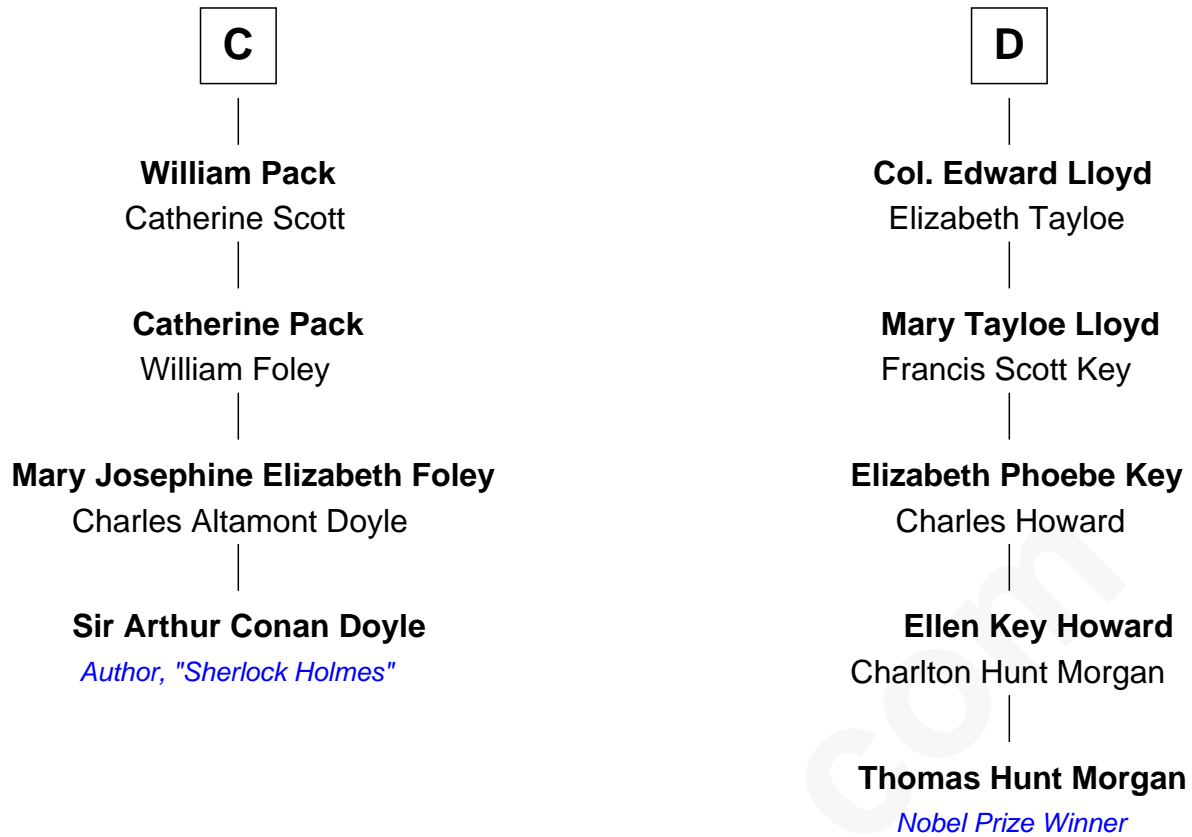 C
William Pack
Catherine Scott
Catherine Pack
William Foley
Mary Josephine Elizabeth Foley
Charles Altamont Doyle
Sir Arthur Conan Doyle
Author, "Sherlock Holmes"
D
Col. Edward Lloyd
Elizabeth Tayloe
Mary Tayloe Lloyd
Francis Scott Key
Elizabeth Phoebe Key
Charles Howard
Ellen Key Howard
Charlton Hunt Morgan
Thomas Hunt Morgan
Nobel Prize Winner
com